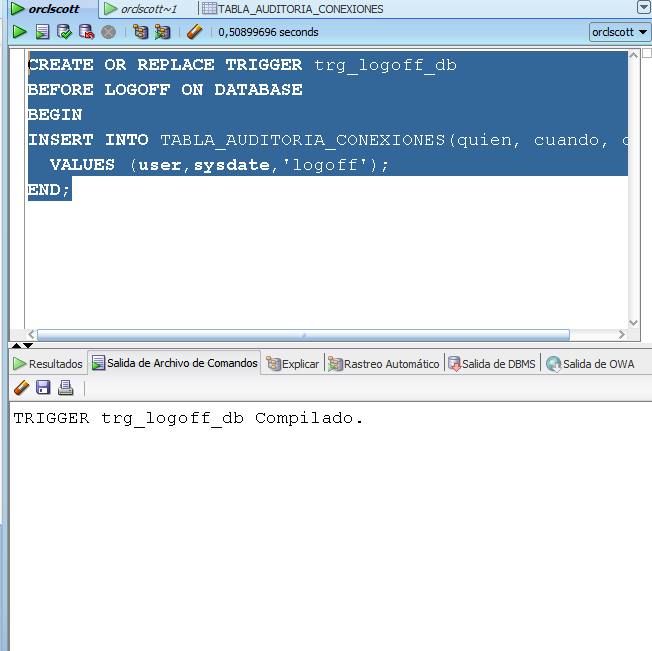 orclscott
orclscott~1
TABLA_AUDITORIA_CONEXIONES
0,50899696 seconds
orclscott
CREATE OR REPLACE TRIGGER trg_logoff_db
BEFORE LOGOFF ON DATABASE
BEGIN
INSERT INTO TABLA_AUDITORIA_CONEXIONES(quien, cuando,
VALUES (user,sysdate,'logoff');
END;
Resultados
Salida de Archivo de Comandos
Explicar
Rastreo Automático
Salida de DBMS
Salida de OWA
TRIGGER trg_logoff_db Compilado.